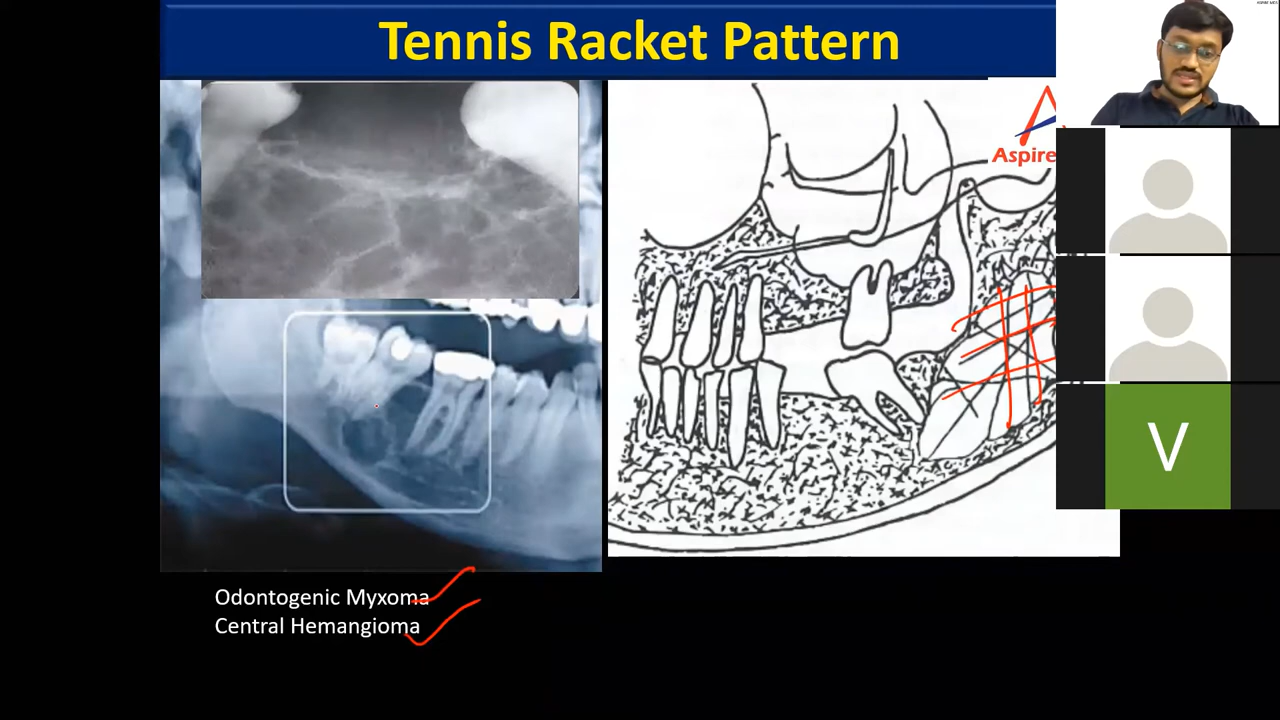 Tennis Racket Pattern
Aspire
V
Odontogenic Myxoma
Central Hemangioma